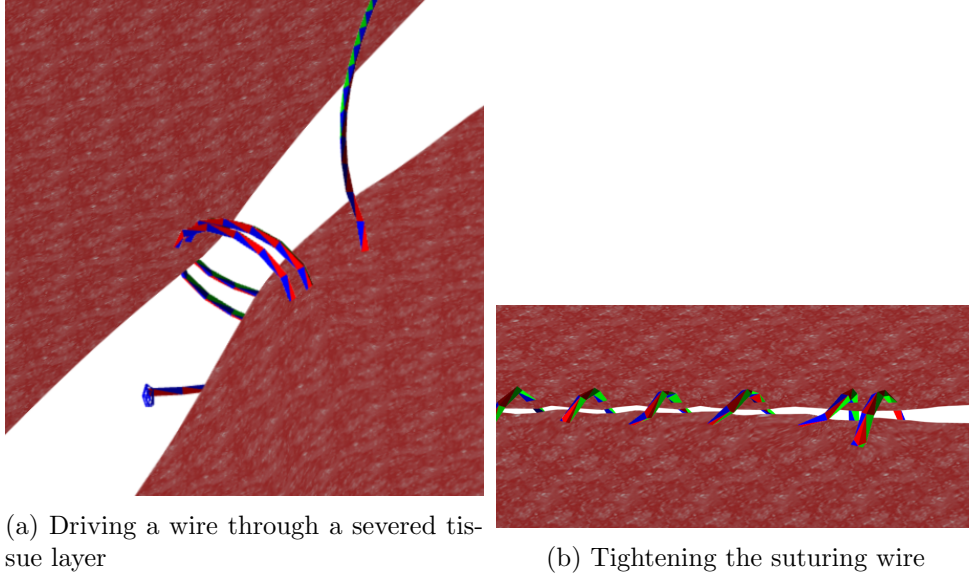 (a) Driving a wire through a severed tis-
sue layer
(b) Tightening the suturing wire